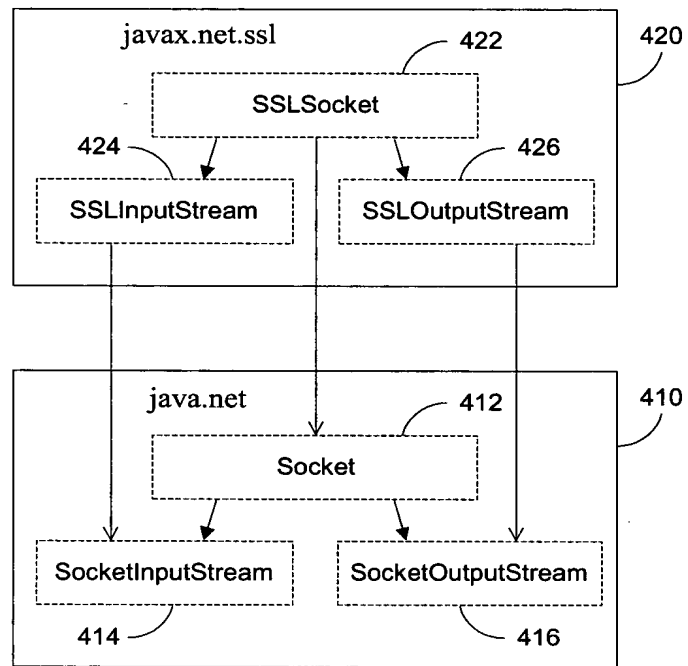 javax.net.ssl
422
420
SSLSocket
424
426
SSLInputStream
SSLOutputStream
java.net
412
410
Socket
SocketInputStream
SocketOutputStream
414
416